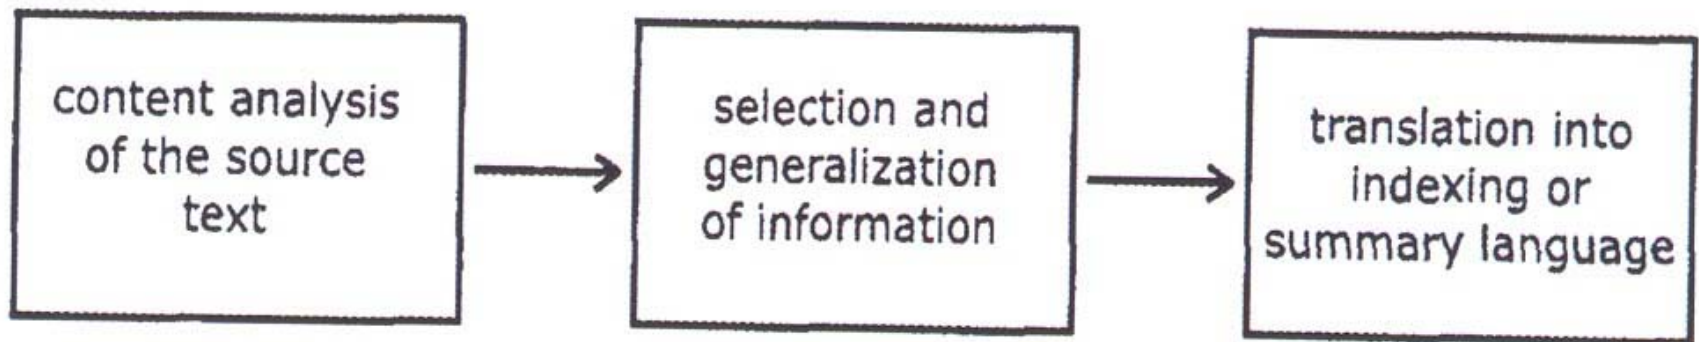 content analysis
of the source
text
selection and
generalization
of information
translation into
indexing or
summary language